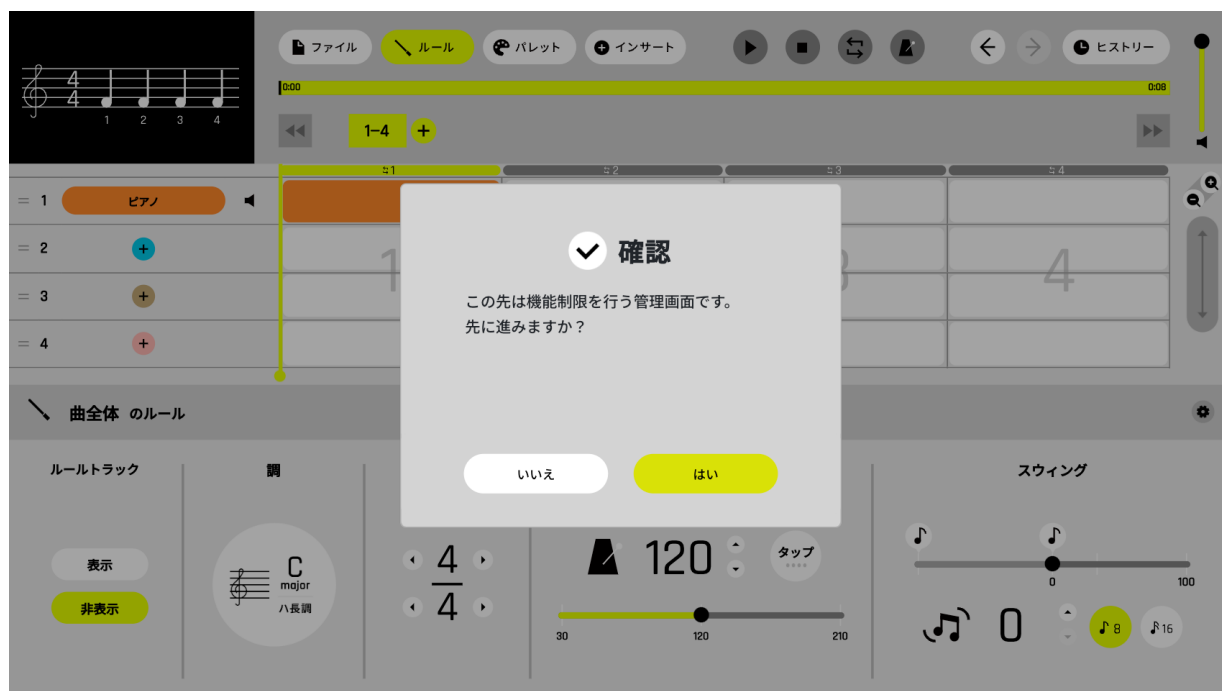 ファイル
ルール
パレット
インサート
ヒストリー
4
4
1 2 3 4
0:00
0:08
1-4
1
2
3
4
= 1 ピアノ
= 2
= 3
= 4
1
3
4
確認
この先は機能制限を行う管理画面です。
先に進みますか？
いいえ
はい
曲全体 のルール
ルールトラック
表示
非表示
調
C
major
ハ長調
4
4
120
タップ
30
120
210
スウィング
0
100
0
8
16